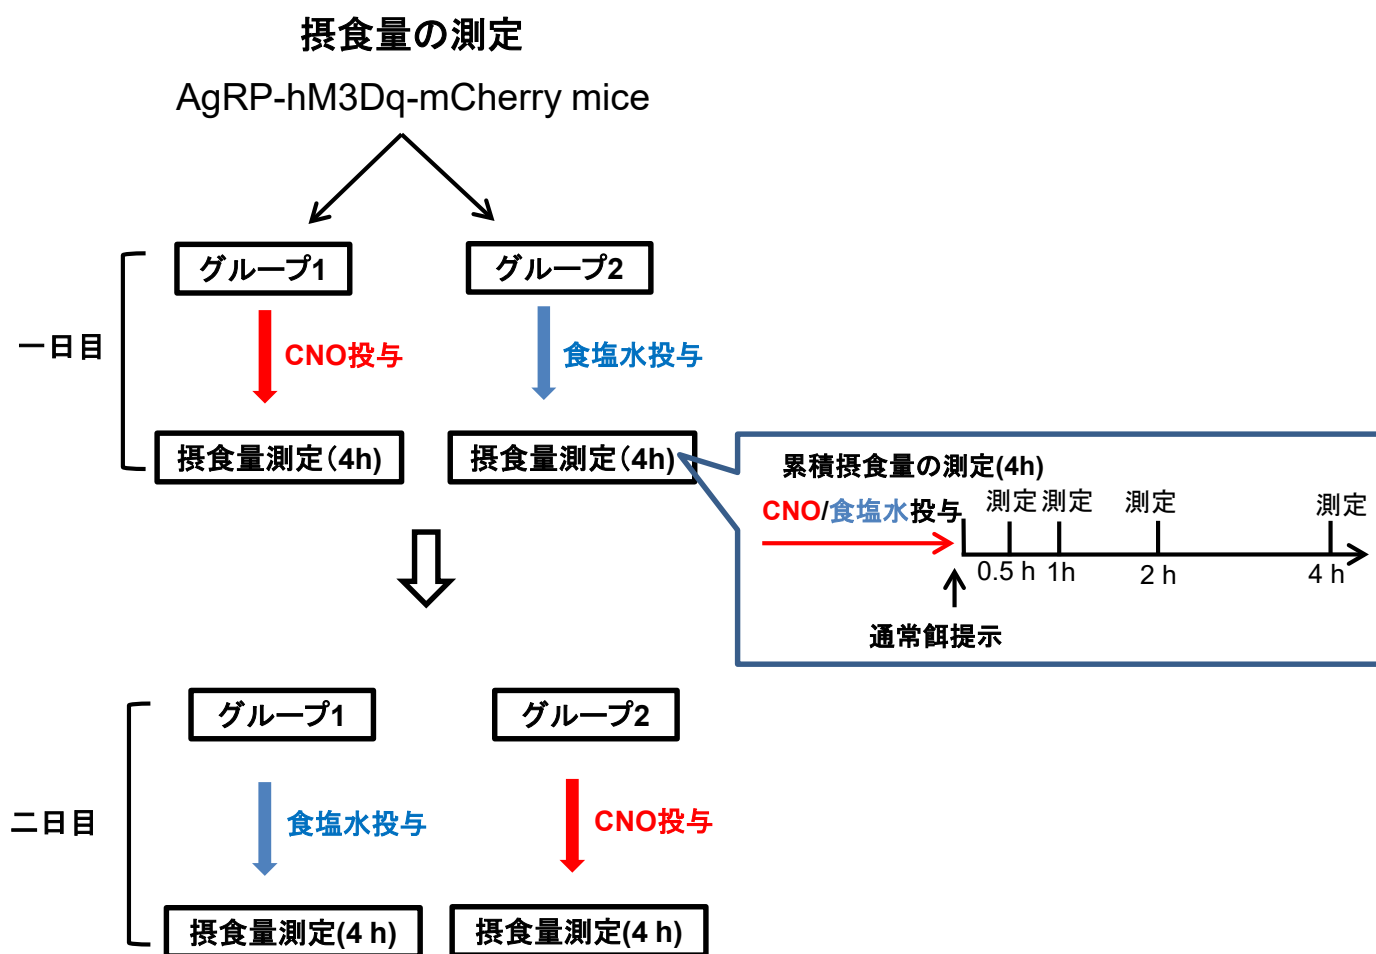 摂食量の測定
AgRP-hM3Dq-mCherry mice
グループ1
グループ2
一日目
CNO投与
食塩水投与
摂食量測定（4h)
摂食量測定（4h)
累積摂食量の測定(4h)
CNO/食塩水投与
測定 測定 測定 測定
0.5 h 1h 2 h 4 h
通常餌提示
グループ1
グループ2
二日目
食塩水投与
CNO投与
摂食量測定(4 h)
摂食量測定(4 h)